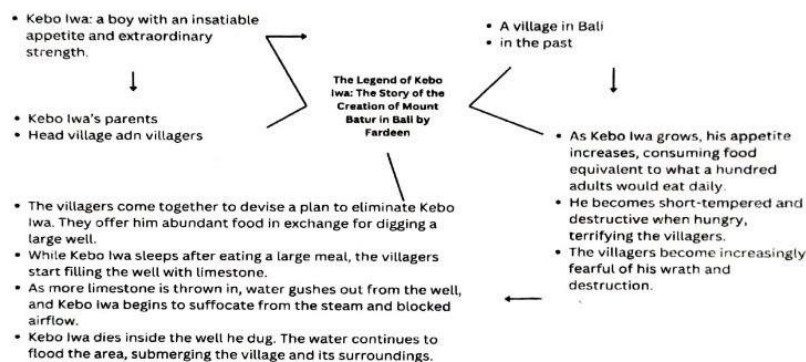 • Kebo Iwa: a boy with an insatiable
appetite and extraordinary
strength.
• A village in Bali
• in the past
• Kebo Iwa's parents
• Head village adn villagers
The Legend of Kebo
Iwa: The Story of the
Creation of Mount
Batur in Bali by
Fardeen
• As Kebo Iwa grows, his appetite
increases, consuming food
equivalent to what a hundred
adults would eat daily.
• He becomes short-tempered and
destructive when hungry,
terrifying the villagers.
• The villagers become increasingly
fearful of his wrath and
destruction.
• The villagers come together to devise a plan to eliminate Kebo
Iwa. They offer him abundant food in exchange for digging a
large well.
• While Kebo Iwa sleeps after eating a large meal, the villagers
start filling the well with limestone.
• As more limestone is thrown in, water gushes out from the well,
and Kebo Iwa begins to suffocate from the steam and blocked
airflow.
• Kebo Iwa dies inside the well he dug. The water continues to
flood the area, submerging the village and its surroundings.